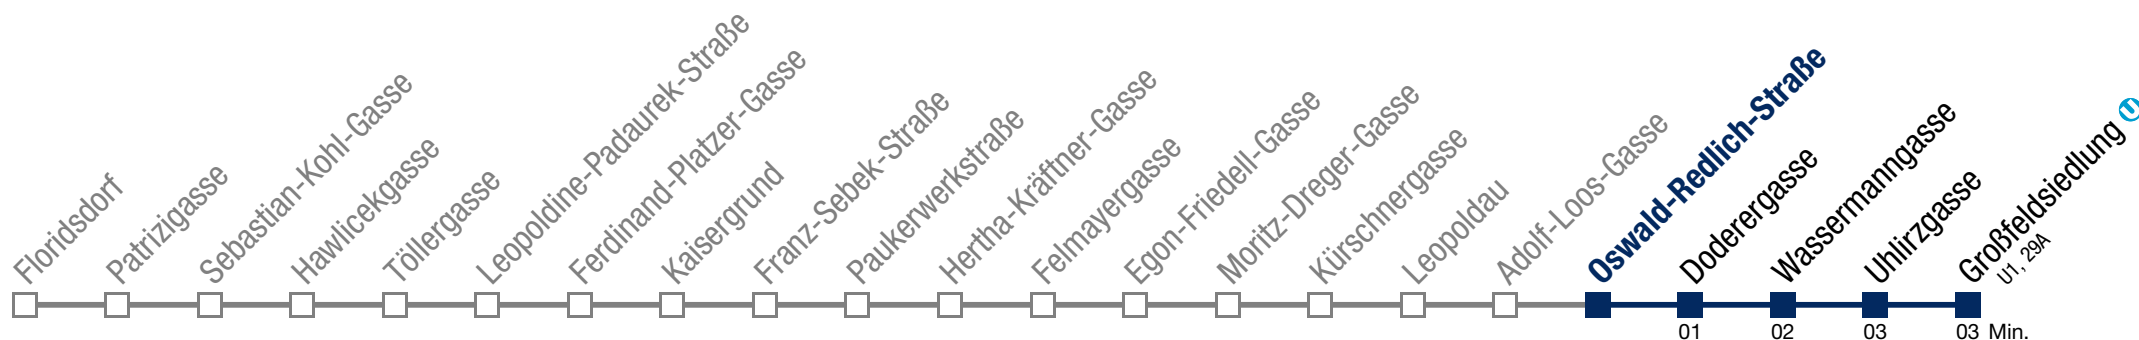 Floridsdorf
Patrizigasse
Sebastian-Kohl-Gasse
Hawlicekgasse
Töllergasse
Leopoldine-Padaurek-Straße
Ferdinand-Platzer-Gasse
Kaisergrund
Franz-Sebek-Straße
Paukerwerkstraße
Hertha-Kräftner-Gasse
Felmayergasse
Egon-Friedell-Gasse
Moritz-Dreger-Gasse
Kürschnergasse
Leopoldau
Adolf-Loos-Gasse
Oswald-Redlich-Straße
Doderergasse
Wassermanngasse
Uhlirzgasse
Großfeldsiedlung U
U1, 29A
01 02 03 03 Min.